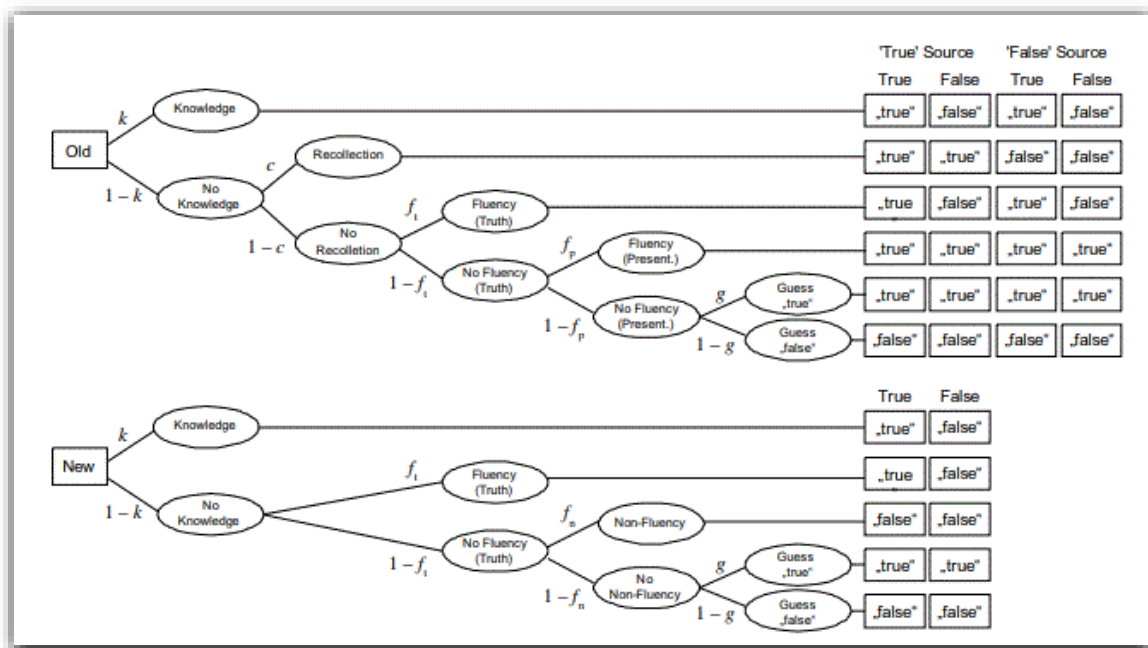 'True' Source 'False' Source
True False True False
Knowledge „true“ „false“ „true“ „false“
k
Old
Recollection „true“ „true“ „false“ „false“
c
1 – k No Knowledge
Fluency (Truth) „true“ „false“ „true“ „false“
fₜ
1 – c No Recolletion
Fluency (Present.) „true“ „true“ „true“ „true“
fₚ
1 – fₜ No Fluency (Truth)
Guess „true“ „true“ „true“ „true“ „true“
g
1 – fₚ No Fluency (Present.)
1 – g Guess „false“ „false“ „false“ „false“ „false“
True False
Knowledge „true“ „false“
k
New
fₜ Fluency (Truth) „true“ „false“
1 – k No Knowledge
fₙ Non-Fluency „false“ „false“
1 – fₜ No Fluency (Truth)
g Guess „true“ „true“ „true“
1 – fₙ No Non-Fluency
1 – g Guess „false“ „false“ „false“